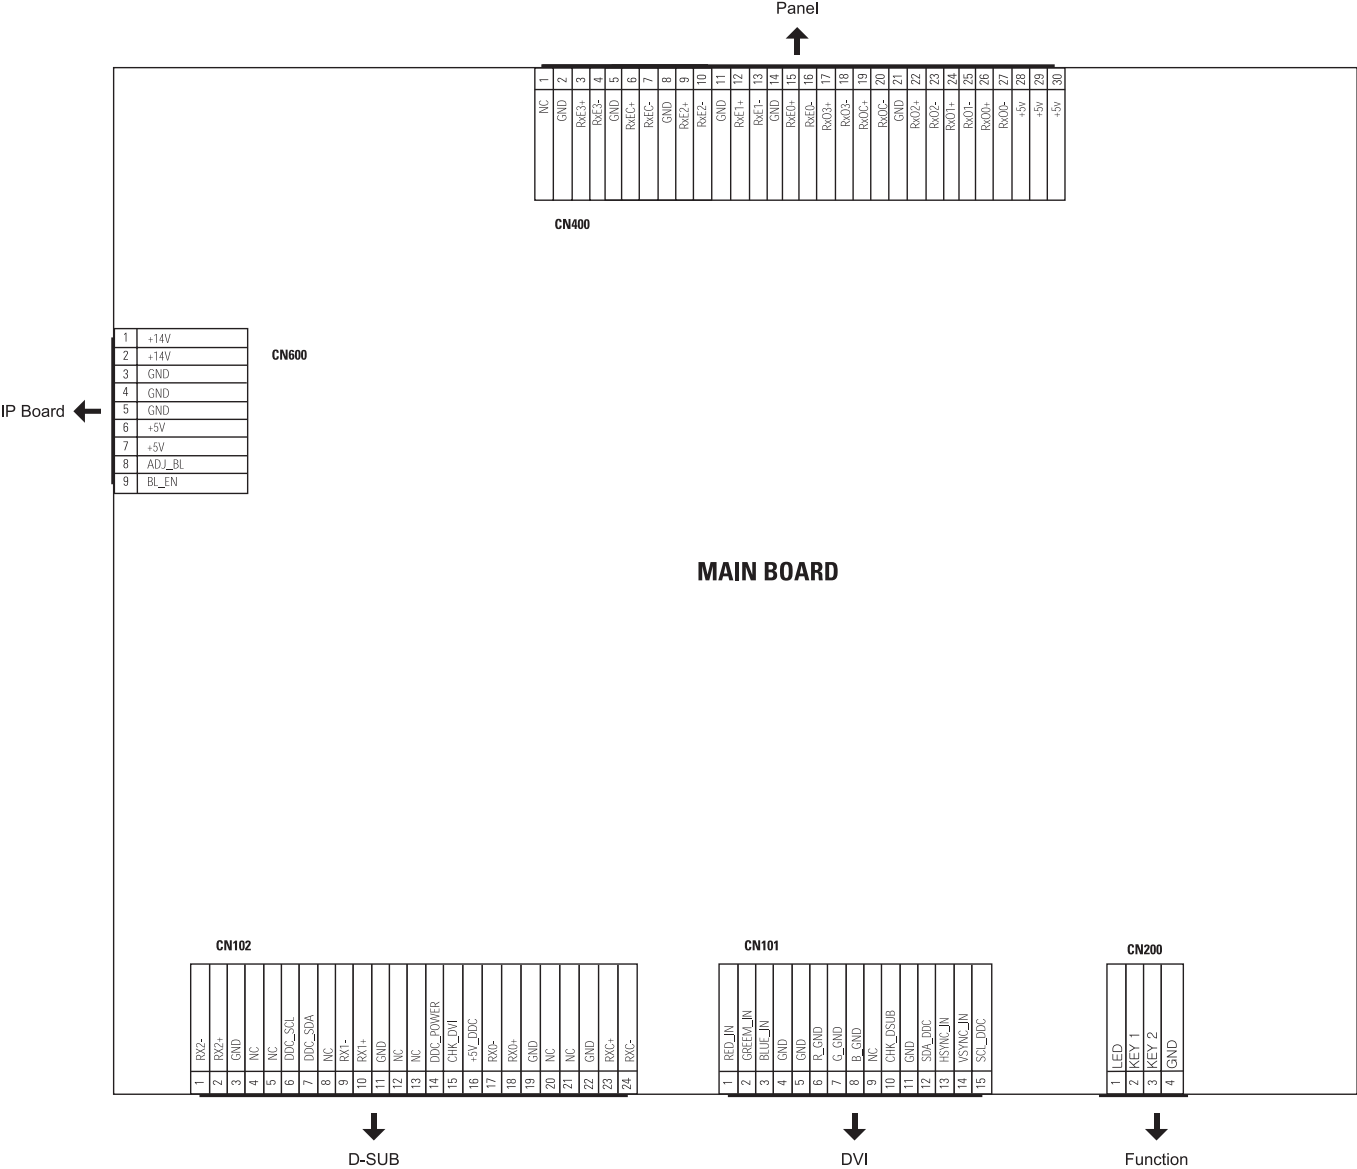 Panel
1 NC
2 GND
3 RxE3+
4 RxE3-
5 GND
6 RxEC+
7 RxEC-
8 GND
9 RxE2+
10 RxE2-
11 GND
12 RxE1+
13 RxE1-
14 GND
15 RxE0+
16 RxE0-
17 RxO3+
18 RxO3-
19 RxOC+
20 RxOC-
21 GND
22 RxO2+
23 RxO2-
24 RxO1+
25 RxO1-
26 RxO0+
27 RxO0-
28 +5v
29 +5v
30 +5v
CN400
1 +14V
2 +14V
3 GND
4 GND
5 GND
6 +5V
7 +5V
8 ADJ_BL
9 BL_EN
CN600
IP Board
MAIN BOARD
CN102
1 RX2-
2 RX2+
3 GND
4 NC
5 NC
6 DDC_SCL
7 DDC_SDA
8 NC
9 RX1-
10 RX1+
11 GND
12 NC
13 NC
14 DDC_POWER
15 CHK_DVI
16 +5V_DDC
17 RX0-
18 RX0+
19 GND
20 NC
21 NC
22 GND
23 RXC+
24 RXC-
D-SUB
CN101
1 RED_IN
2 GREEM_IN
3 BLUE_IN
4 GND
5 GND
6 R_GND
7 G_GND
8 B_GND
9 NC
10 CHK_DSUB
11 GND
12 SDA_DDC
13 HSYNC_IN
14 VSYNC_IN
15 SCL_DDC
DVI
CN200
1 LED
2 KEY 1
3 KEY 2
4 GND
Function